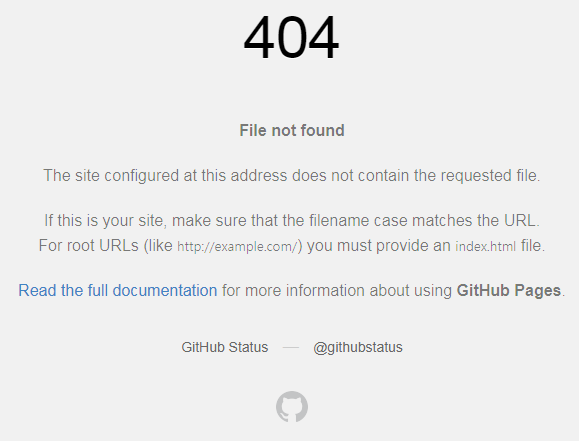 404
File not found
The site configured at this address does not contain the requested file.
If this is your site, make sure that the filename case matches the URL.
For root URLs (like http://example.com/) you must provide an index.html file.
Read the full documentation for more information about using GitHub Pages.
GitHub Status — @githubstatus